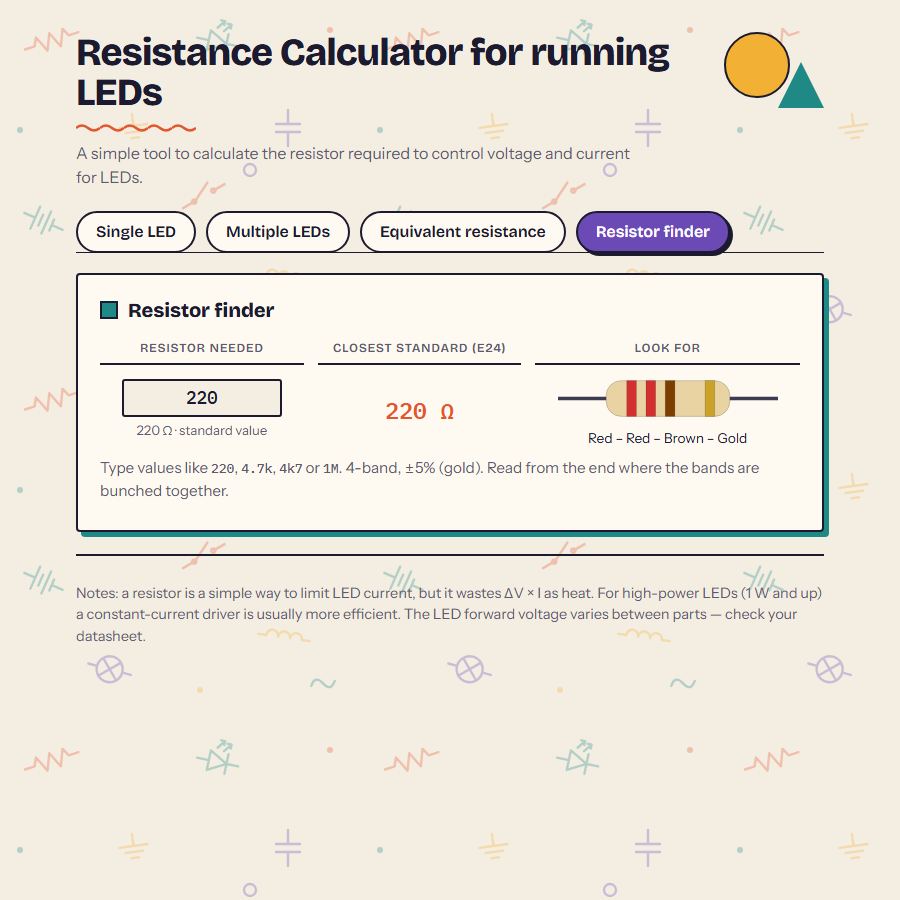 Resistance Calculator for running
LEDs
A simple tool to calculate the resistor required to control voltage and current
for LEDs.
Single LED
Multiple LEDs
Equivalent resistance
Resistor finder
Resistor finder
RESISTOR NEEDED
CLOSEST STANDARD (E24)
LOOK FOR
220
220 Ω · standard value
220 Ω
Red – Red – Brown – Gold
Type values like 220, 4.7k, 4k7 or 1M. 4-band, ±5% (gold). Read from the end where the bands are
bunched together.
Notes: a resistor is a simple way to limit LED current, but it wastes ΔV × I as heat. For high-power LEDs (1 W and up)
a constant-current driver is usually more efficient. The LED forward voltage varies between parts — check your
datasheet.